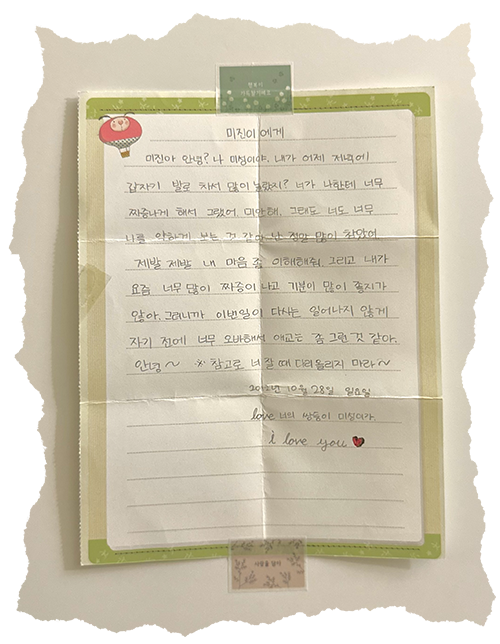 미진이에게
미진아 안녕? 나 미성이야. 내가 어제 저녁에
갑자기 발로 차서 많이 놀랐지? 너가 나한테 너무
짜증나게 해서 그랬어 미안해. 그래도 너도 너무
나를 약하게 보는 것 같아 난 정말 많이 참았어
제발 제발 내 마음 좀 이해해줘. 그리고 내가
요즘 너무 많이 짜증이 나고 기분이 많이 좋지가
않아. 그러니까 이번일이 다시는 일어나지 않게
자기 전에 너무 오바해서 애교는 좀 그런 것 같아.
안녕~ ※참고로 너 잘 때 다리올리지 마라~
년 10월 28일 일요일
love 너의 쌍둥이 미성이가.
i love you